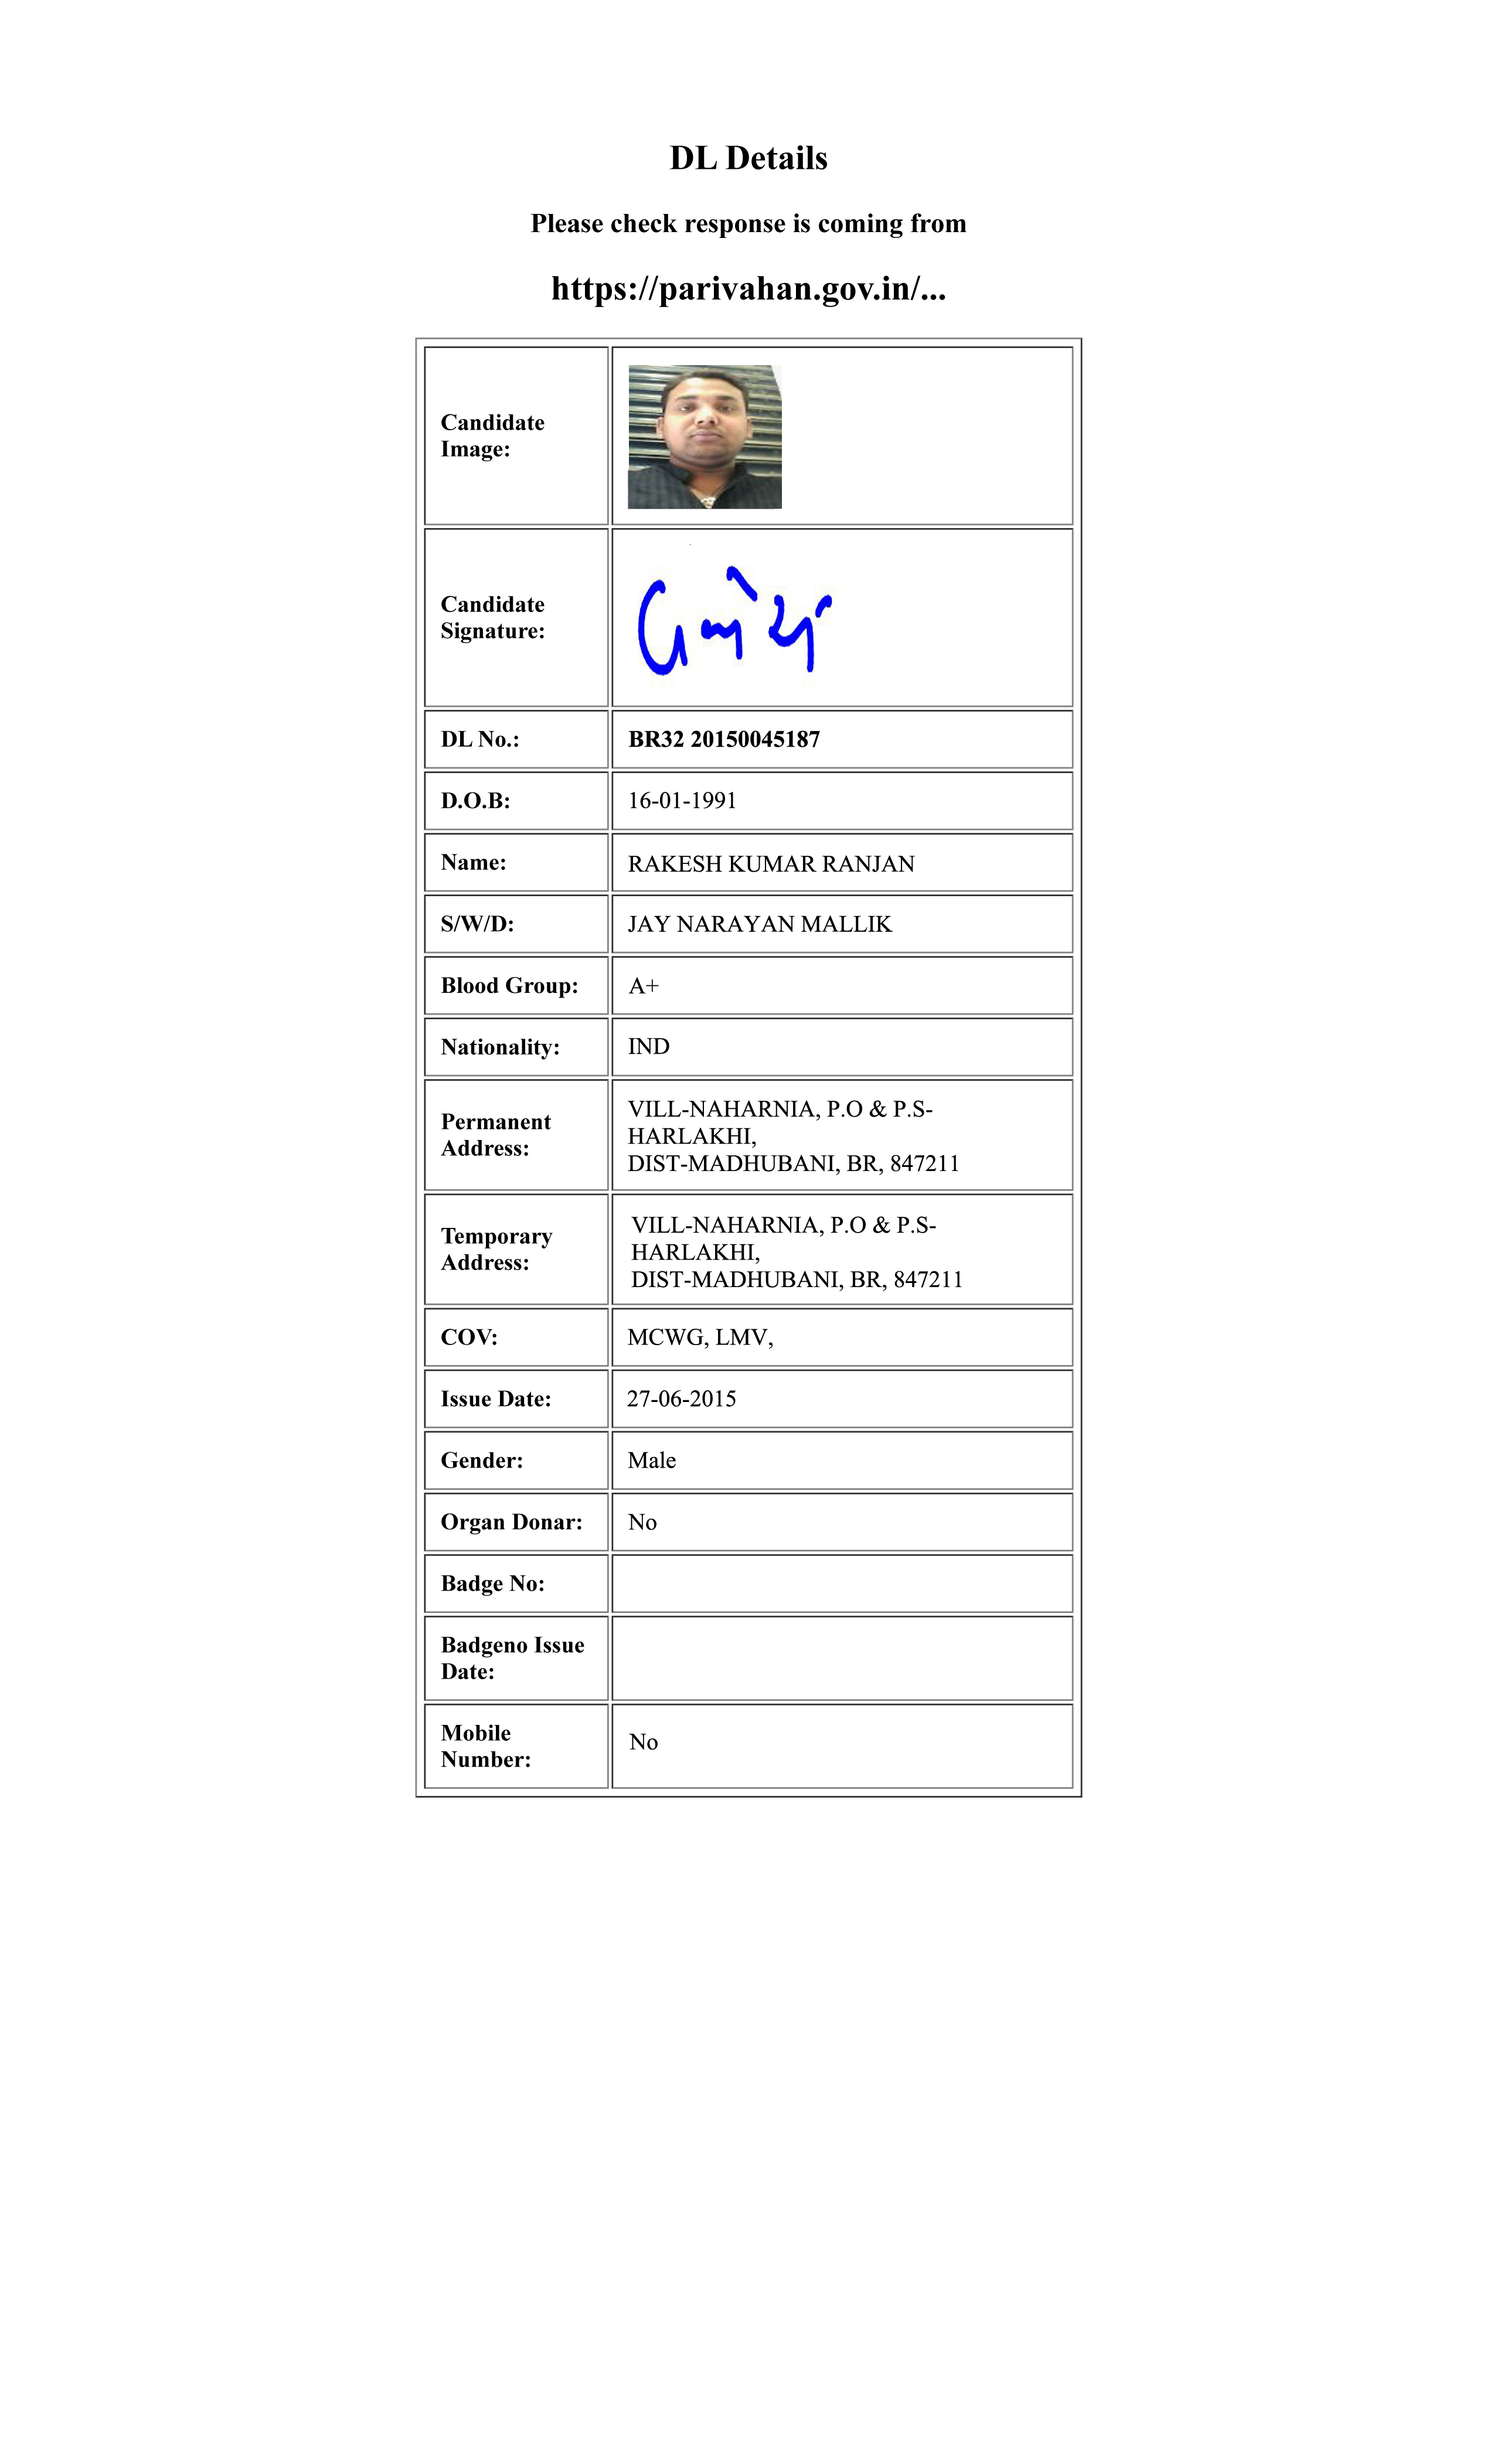 DL Details
Please check response is coming from
https://parivahan.gov.in/...
Candidate
Image:
Candidate
Signature:
DL No.: BR32 20150045187
D.O.B: 16-01-1991
Name: RAKESH KUMAR RANJAN
S/W/D: JAY NARAYAN MALLIK
Blood Group: A+
Nationality: IND
Permanent
Address:
VILL-NAHARNIA, P.O & P.S-
HARLAKHI,
DIST-MADHUBANI, BR, 847211
Temporary
Address:
VILL-NAHARNIA, P.O & P.S-
HARLAKHI,
DIST-MADHUBANI, BR, 847211
COV: MCWG, LMV,
Issue Date: 27-06-2015
Gender: Male
Organ Donar: No
Badge No:
Badgeno Issue
Date:
Mobile
Number:
No